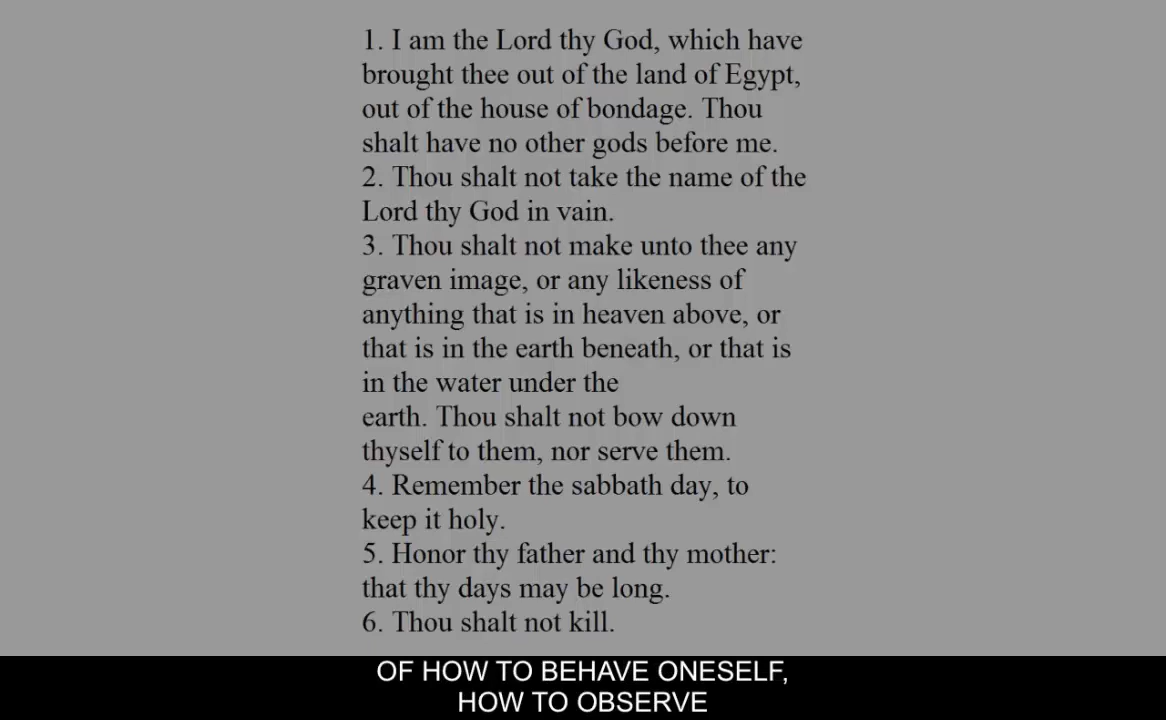 1. I am the Lord thy God, which have
brought thee out of the land of Egypt,
out of the house of bondage. Thou
shalt have no other gods before me.
2. Thou shalt not take the name of the
Lord thy God in vain.
3. Thou shalt not make unto thee any
graven image, or any likeness of
anything that is in heaven above, or
that is in the earth beneath, or that is
in the water under the
earth. Thou shalt not bow down
thyself to them, nor serve them.
4. Remember the sabbath day, to
keep it holy.
5. Honor thy father and thy mother:
that thy days may be long.
6. Thou shalt not kill.
OF HOW TO BEHAVE ONESELF,
HOW TO OBSERVE